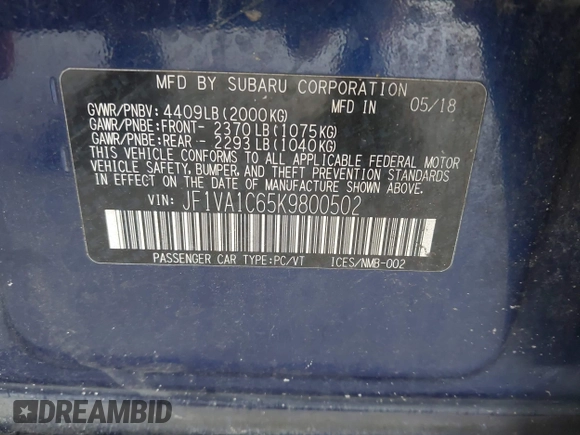 MFD BY SUBARU CORPORATION
GVWR/PNBV: 4409LB(2000KG) MFD IN 05/18
GAWR/PNBE:FRONT- 2370LB(1075KG)
GAWR/PNBE:REAR - 2293LB(1040KG)
THIS VEHICLE CONFORMS TO ALL APPLICABLE FEDERAL MOTOR
VEHICLE SAFETY, BUMPER, AND THEFT PREVENTION STANDARDS
IN EFFECT ON THE DATE OF MANUFACTURE SHOWN ABOVE.
VIN: JF1VA1C65K9800502
PASSENGER CAR TYPE:PC/VT ICES/NMB-002
DREAMBID